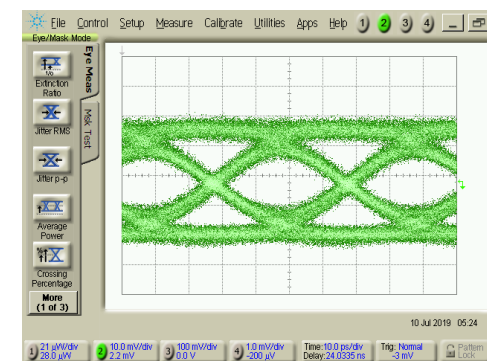 File Control Setup Measure Calibrate Utilities Apps Help 1 2 3 4
Eye/Mask Mode
Eye Meas
Msk Test
Extinction
Ratio
Jitter RMS
Jitter p-p
Average
Power
Crossing
Percentage
More
(1 of 3)
10 Jul 2019 05:24
1 21 µW/div
28.0 µW
2 10.0 mV/div
2.2 mV
3 100 mV/div
0.0 V
4 1.0 mV/div
-200 µV
Time:10.0 ps/div
Delay:24.0335 ns
Trig: Normal
-3 mV
Pattern
Lock